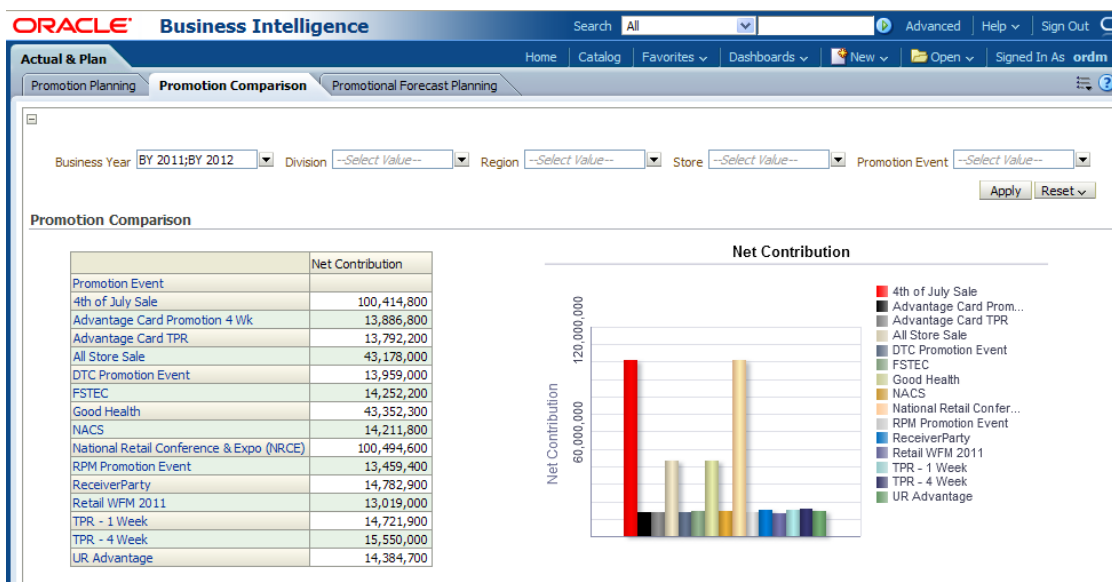 ORACLE Business Intelligence Search All Advanced Help Sign Out
Actual & Plan Home Catalog Favorites Dashboards New Open Signed In As ordm
Promotion Planning Promotion Comparison Promotional Forecast Planning
Business Year BY 2011;BY 2012 Division --Select Value-- Region --Select Value-- Store --Select Value-- Promotion Event --Select Value--
Apply Reset
Promotion Comparison
Net Contribution
Promotion Event
4th of July Sale 100,414,800
Advantage Card Promotion 4 Wk 13,886,800
Advantage Card TPR 13,792,200
All Store Sale 43,178,000
DTC Promotion Event 13,959,000
FSTEC 14,252,200
Good Health 43,352,300
NACS 14,211,800
National Retail Conference & Expo (NRCE) 100,494,600
RPM Promotion Event 13,459,400
ReceiverParty 14,782,900
Retail WFM 2011 13,019,000
TPR - 1 Week 14,721,900
TPR - 4 Week 15,550,000
UR Advantage 14,384,700
Net Contribution
Net Contribution
120,000,000
60,000,000
4th of July Sale
Advantage Card Prom...
Advantage Card TPR
All Store Sale
DTC Promotion Event
FSTEC
Good Health
NACS
National Retail Confer...
RPM Promotion Event
ReceiverParty
Retail WFM 2011
TPR - 1 Week
TPR - 4 Week
UR Advantage